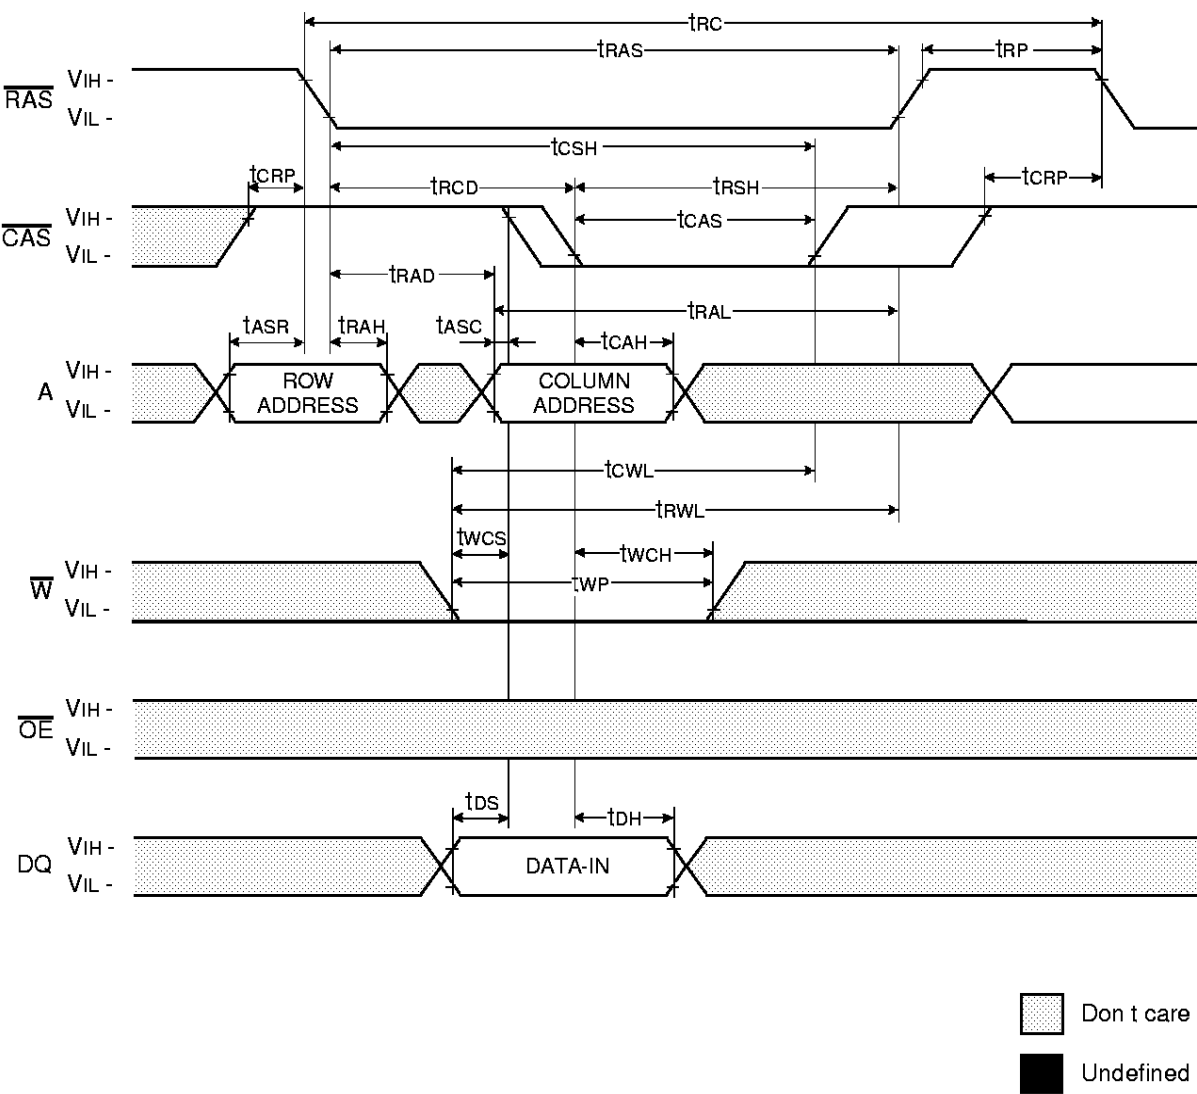 tRC
tRAS
tRP
RAS
VIH -
VIL -
tCSH
tCRP
tRCD
tRSH
tCRP
CAS
VIH -
VIL -
tCAS
tRAD
tRAL
tASR
tRAH
tASC
tCAH
A
VIH -
VIL -
ROW
ADDRESS
COLUMN
ADDRESS
tCWL
tRWL
tWCS
tWCH
W
VIH -
VIL -
tWP
OE
VIH -
VIL -
tDS
tDH
DQ
VIH -
VIL -
DATA-IN
Don t care
Undefined